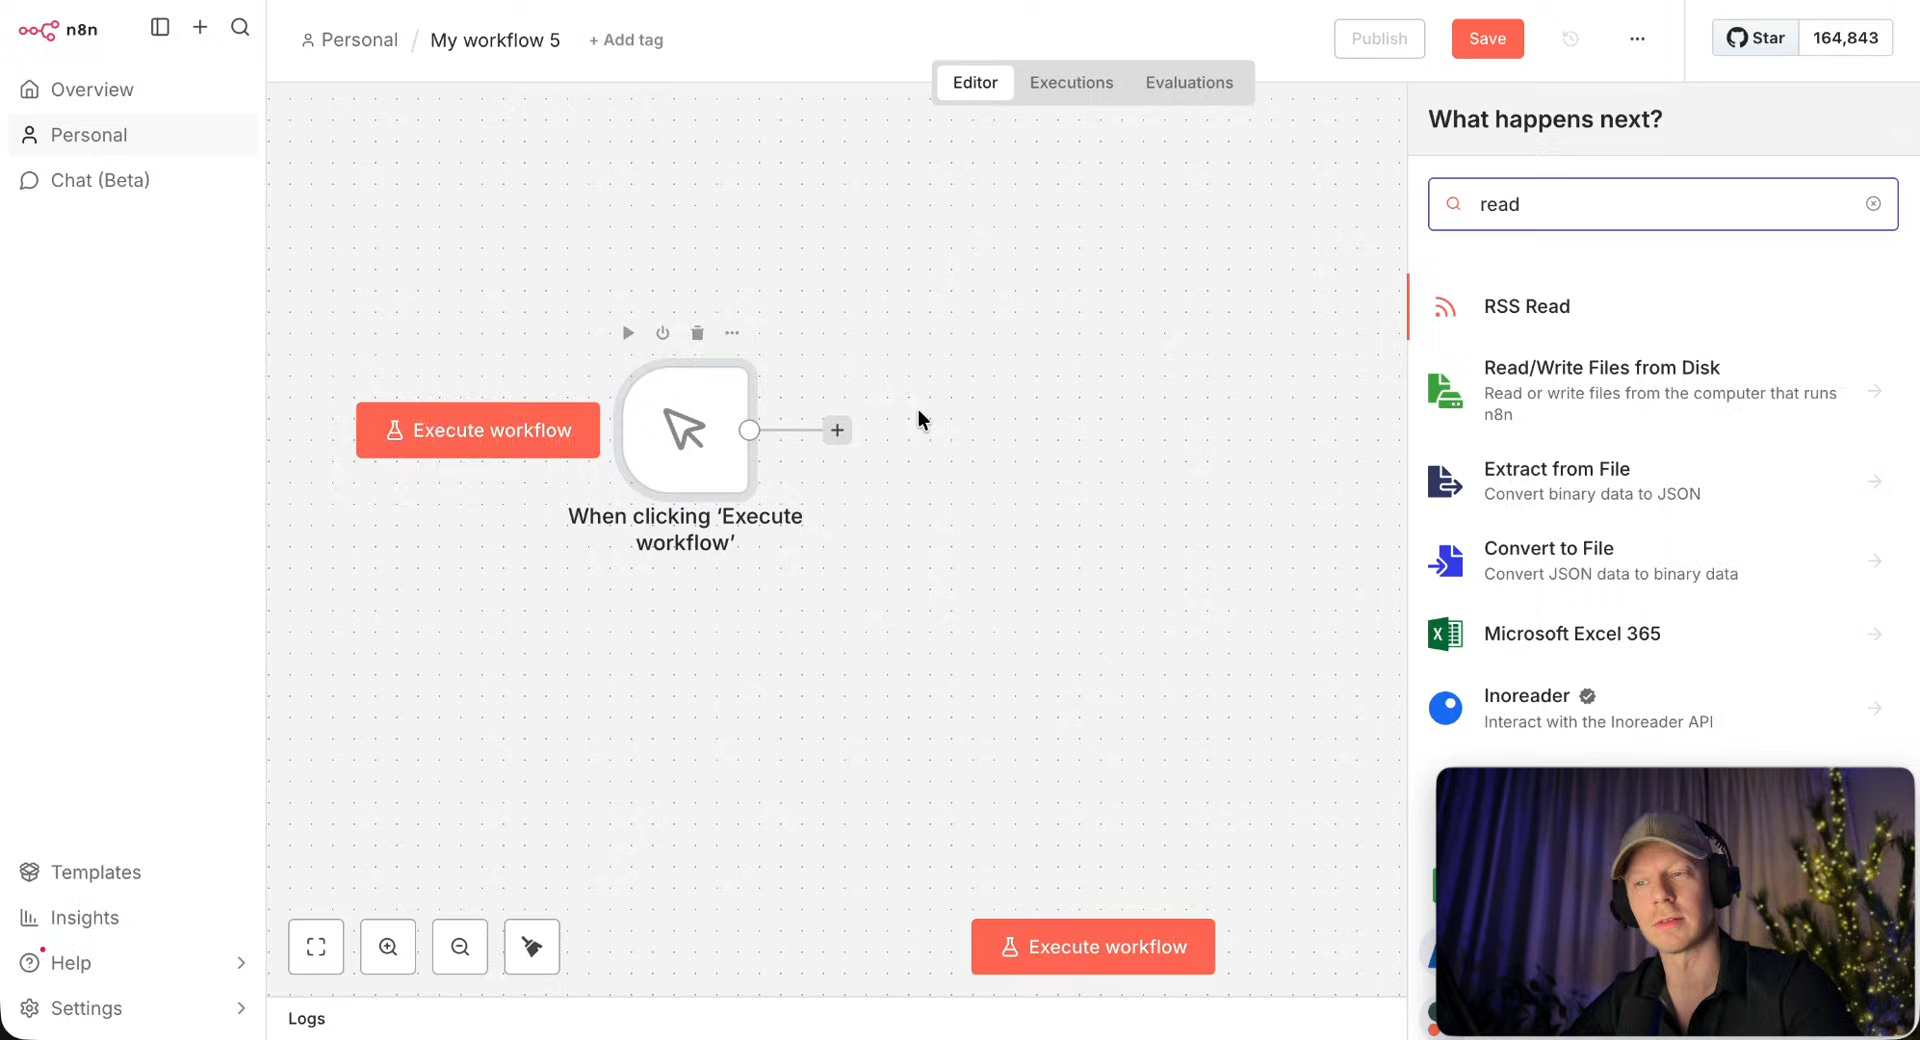 n8n
Overview
Personal
Chat (Beta)
Templates
Insights
Help
Settings
Personal / My workflow 5 + Add tag
Publish
Save
Star 164,843
Editor Executions Evaluations
Execute workflow
When clicking ‘Execute
workflow’
Execute workflow
Logs
What happens next?
read
RSS Read
Read/Write Files from Disk
Read or write files from the computer that runs
n8n
Extract from File
Convert binary data to JSON
Convert to File
Convert JSON data to binary data
Microsoft Excel 365
Inoreader
Interact with the Inoreader API